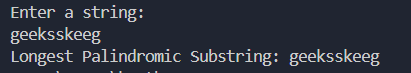 Enter a string:
geeksskeeg
Longest Palindromic Substring: geeksskeeg